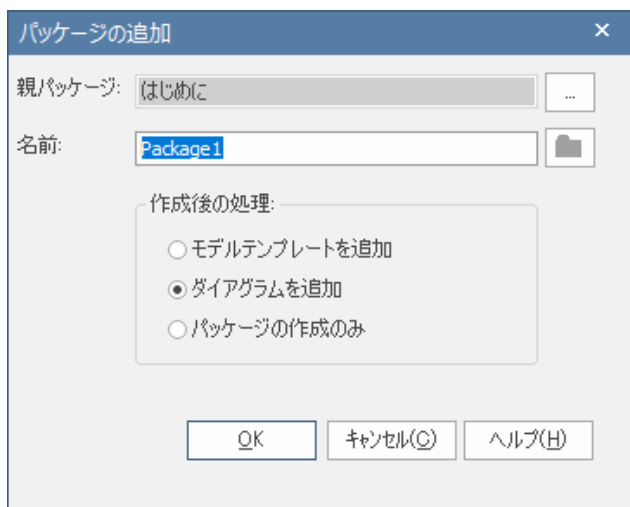 パッケージの追加
親パッケージ: はじめに ...
名前: Package1
作成後の処理:
モデルテンプレートを追加
ダイアグラムを追加
パッケージの作成のみ
OK キャンセル(C) ヘルプ(H)